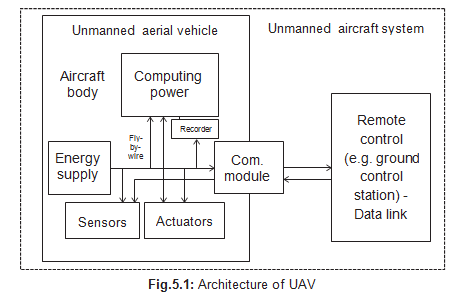 Unmanned aerial vehicle
Unmanned aircraft system
Aircraft
body
Computing
power
Recorder
Fly-
by-
wire
Energy
supply
Com.
module
Sensors
Actuators
Remote
control
(e.g. ground
control
station) -
Data link
Fig.5.1: Architecture of UAV